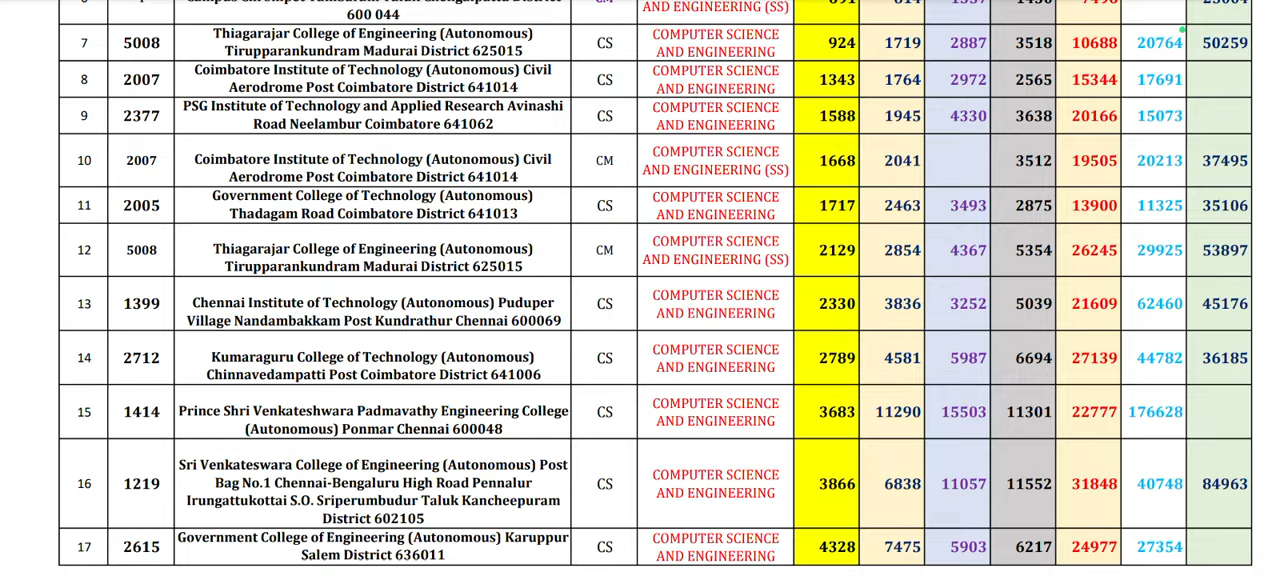 600 044
AND ENGINEERING (SS)
7 5008 Thiagarajar College of Engineering (Autonomous) CS COMPUTER SCIENCE 924 1719 2887 3518 10688 20764 50259
Tirupparankundram Madurai District 625015 AND ENGINEERING
8 2007 Coimbatore Institute of Technology (Autonomous) Civil CS COMPUTER SCIENCE 1343 1764 2972 2565 15344 17691
Aerodrome Post Coimbatore District 641014 AND ENGINEERING
9 2377 PSG Institute of Technology and Applied Research Avinashi CS COMPUTER SCIENCE 1588 1945 4330 3638 20166 15073
Road Neelambur Coimbatore 641062 AND ENGINEERING
10 2007 Coimbatore Institute of Technology (Autonomous) Civil CM COMPUTER SCIENCE 1668 2041 3512 19505 20213 37495
Aerodrome Post Coimbatore District 641014 AND ENGINEERING (SS)
11 2005 Government College of Technology (Autonomous) CS COMPUTER SCIENCE 1717 2463 3493 2875 13900 11325 35106
Thadagam Road Coimbatore District 641013 AND ENGINEERING
12 5008 Thiagarajar College of Engineering (Autonomous) CM COMPUTER SCIENCE 2129 2854 4367 5354 26245 29925 53897
Tirupparankundram Madurai District 625015 AND ENGINEERING (SS)
13 1399 Chennai Institute of Technology (Autonomous) Puduper CS COMPUTER SCIENCE 2330 3836 3252 5039 21609 62460 45176
Village Nandambakkam Post Kundrathur Chennai 600069 AND ENGINEERING
14 2712 Kumaraguru College of Technology (Autonomous) CS COMPUTER SCIENCE 2789 4581 5987 6694 27139 44782 36185
Chinnavedampatti Post Coimbatore District 641006 AND ENGINEERING
15 1414 Prince Shri Venkateshwara Padmavathy Engineering College CS COMPUTER SCIENCE 3683 11290 15503 11301 22777 176628
(Autonomous) Ponmar Chennai 600048 AND ENGINEERING
16 1219 Sri Venkateswara College of Engineering (Autonomous) Post CS COMPUTER SCIENCE 3866 6838 11057 11552 31848 40748 84963
Bag No.1 Chennai-Bengaluru High Road Pennalur AND ENGINEERING
Irungattukottai S.O. Sriperumbudur Taluk Kancheepuram
District 602105
17 2615 Government College of Engineering (Autonomous) Karuppur CS COMPUTER SCIENCE 4328 7475 5903 6217 24977 27354
Salem District 636011 AND ENGINEERING